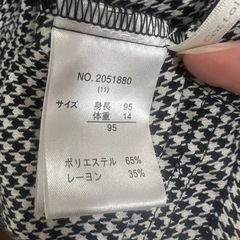 NO. 2051880
(11)
サイズ 身長 95
体重 14
95
ポリエステル 65%
レーヨン 35%